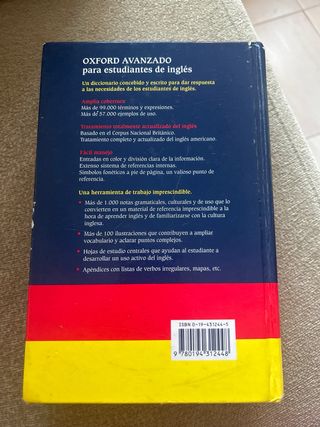 OXFORD AVANZADO
para estudiantes de inglés
Un diccionario concebido y escrito para dar respuesta
a las necesidades de los estudiantes de inglés.
Amplia cobertura
Más de 99.000 términos y expresiones.
Más de 57.000 ejemplos de uso.
Tratamiento totalmente actualizado del inglés
Basado en el Corpus Nacional Británico.
Tratamiento completo y actualizado del inglés americano.
Fácil manejo
Entradas en color y división clara de la información.
Extenso sistema de referencias internas.
Símbolos fonéticos a pie de página, un valioso punto de
referencia.
Una herramienta de trabajo imprescindible.
• Más de 1.000 notas gramaticales, culturales y de uso que lo
convierten en un material de referencia imprescindible a la
hora de aprender inglés y de familiarizarse con la cultura
inglesa.
• Más de 100 ilustraciones que contribuyen a ampliar
vocabulario y aclarar puntos complejos.
• Hojas de estudio centrales que ayudan al estudiante a
desarrollar un uso activo del inglés.
• Apéndices con listas de verbos irregulares, mapas, etc.
ISBN 0-19-431244-5
9 780194 312448